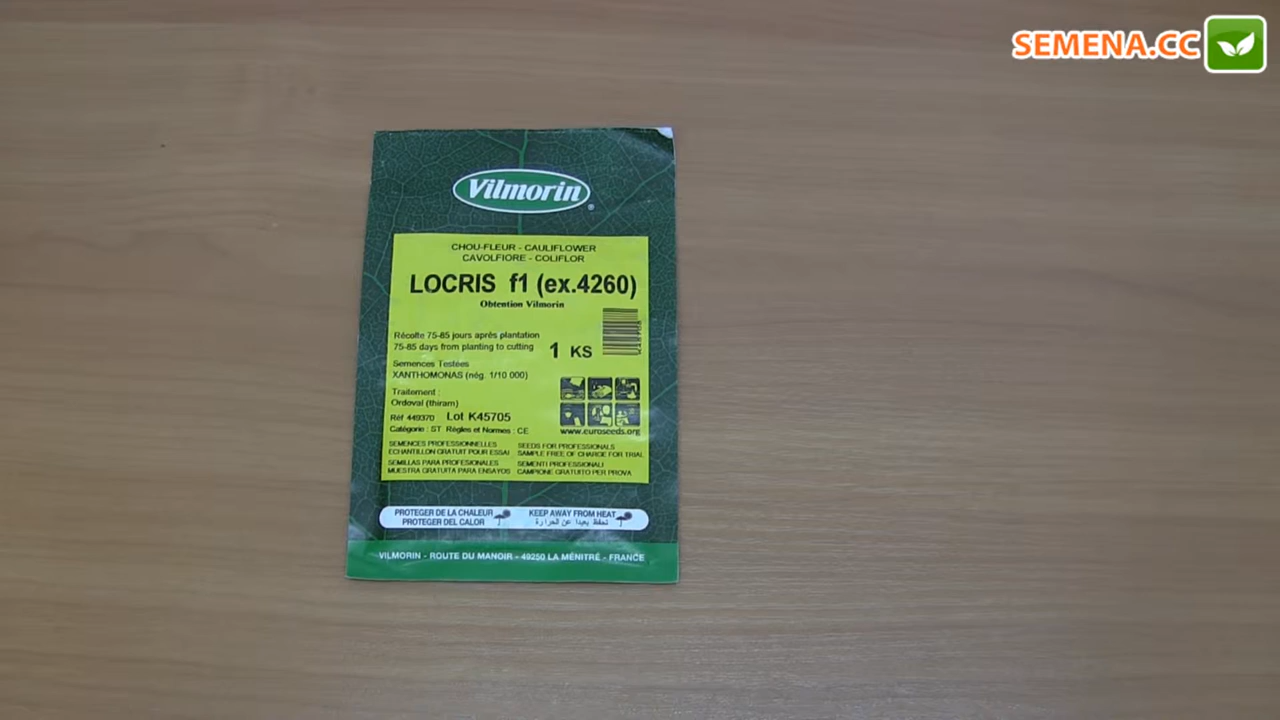 SEMENA.CC
Vilmorin®
CHOU-FLEUR - CAULIFLOWER
CAVOLFIORE - COLIFLOR
LOCRIS f1 (ex.4260)
Obtention Vilmorin
Récolte 75-85 jours après plantation
75-85 days from planting to cutting
1 KS
Semences Testées
XANTHOMONAS (nég. 1/10 000)
Traitement :
Ordoval (thiram)
Réf 449370 Lot K45705
Catégorie : ST Règles et Normes : CE
www.euroseeds.org
SEMENCES PROFESSIONNELLES
ECHANTILLON GRATUIT POUR ESSAI
SEEDS FOR PROFESSIONALS
SAMPLE FREE OF CHARGE FOR TRIAL
SEMILLAS PARA PROFESIONALES
MUESTRA GRATUITA PARA ENSAYOS
SEMENTI PROFESSIONALI
CAMPIONE GRATUITO PER PROVA
PROTEGER DE LA CHALEUR
PROTEGER DEL CALOR
KEEP AWAY FROM HEAT
تحفظ بعيدا عن الحرارة
VILMORIN - ROUTE DU MANOIR - 49250 LA MÉNITRÉ - FRANCE